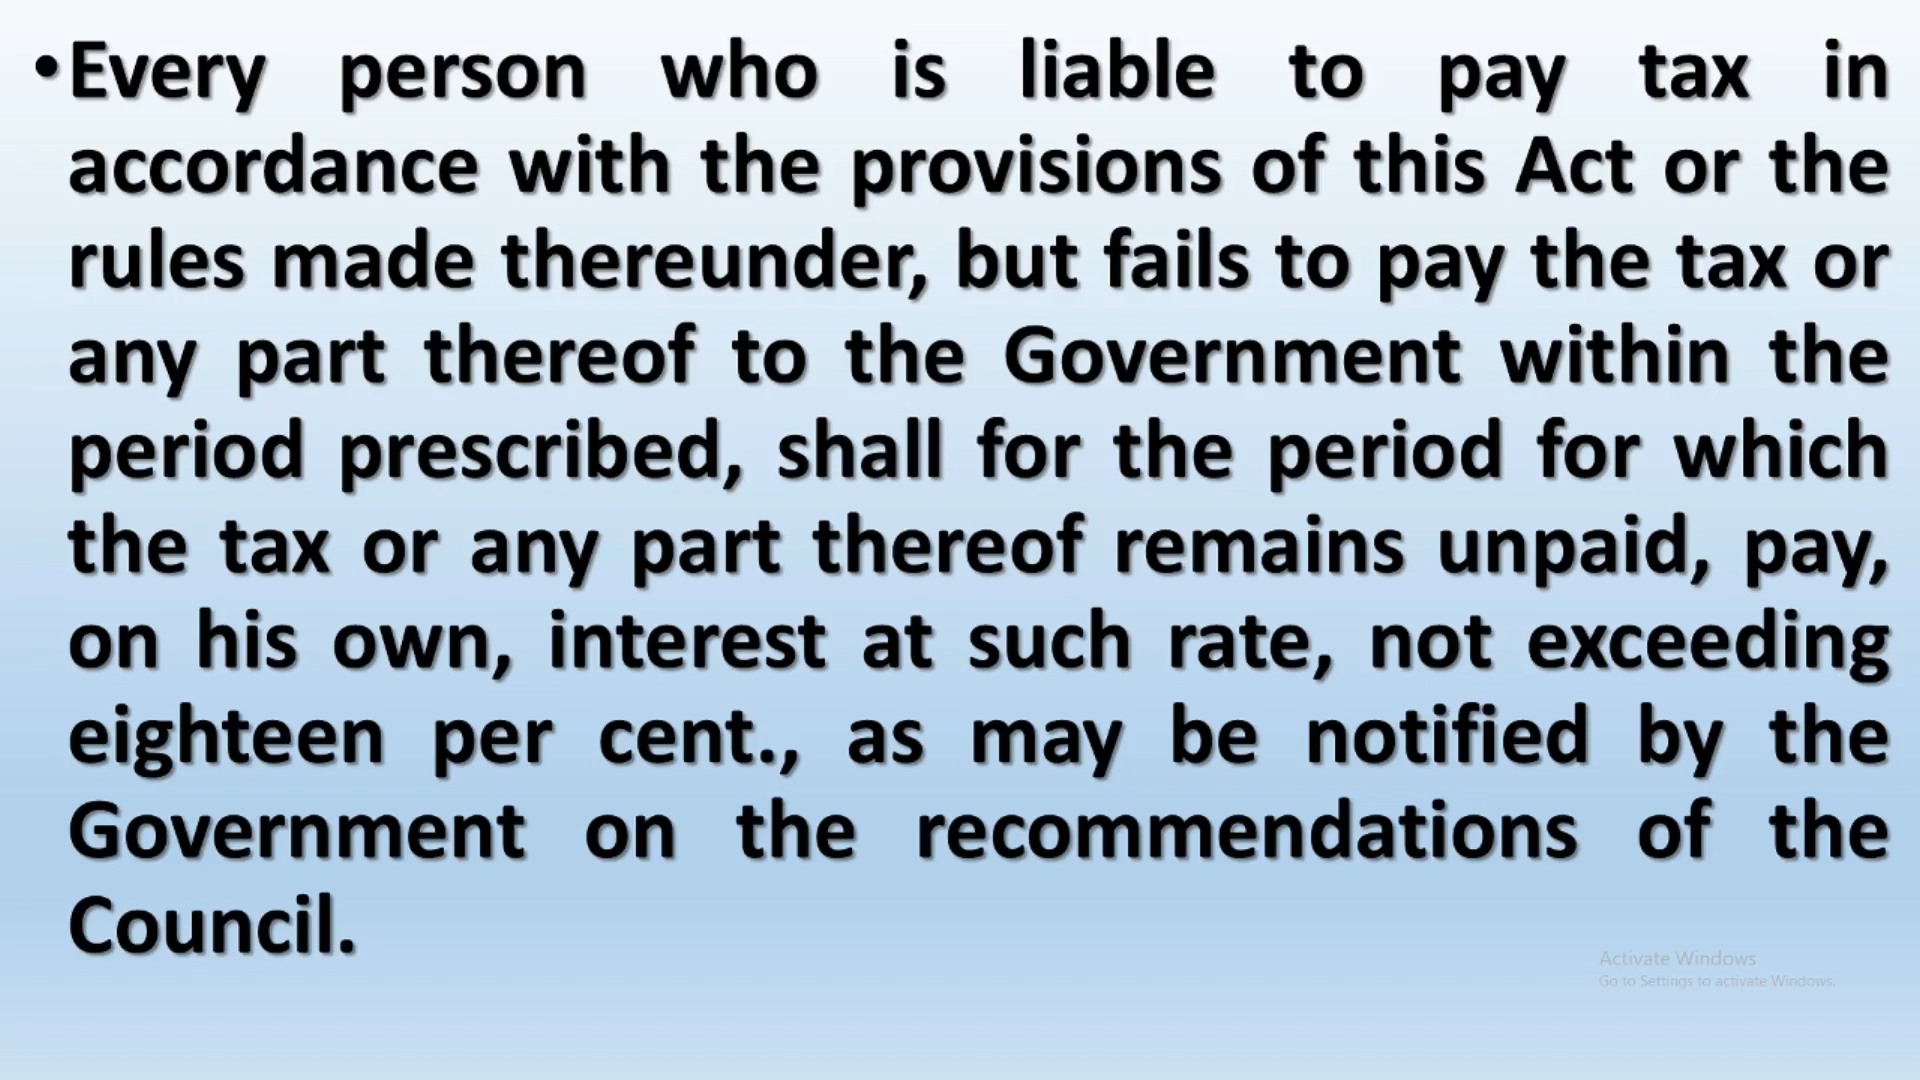 •Every person who is liable to pay tax in
accordance with the provisions of this Act or the
rules made thereunder, but fails to pay the tax or
any part thereof to the Government within the
period prescribed, shall for the period for which
the tax or any part thereof remains unpaid, pay,
on his own, interest at such rate, not exceeding
eighteen per cent., as may be notified by the
Government on the recommendations of the
Council.
Activate Windows
Go to Settings to activate Windows.